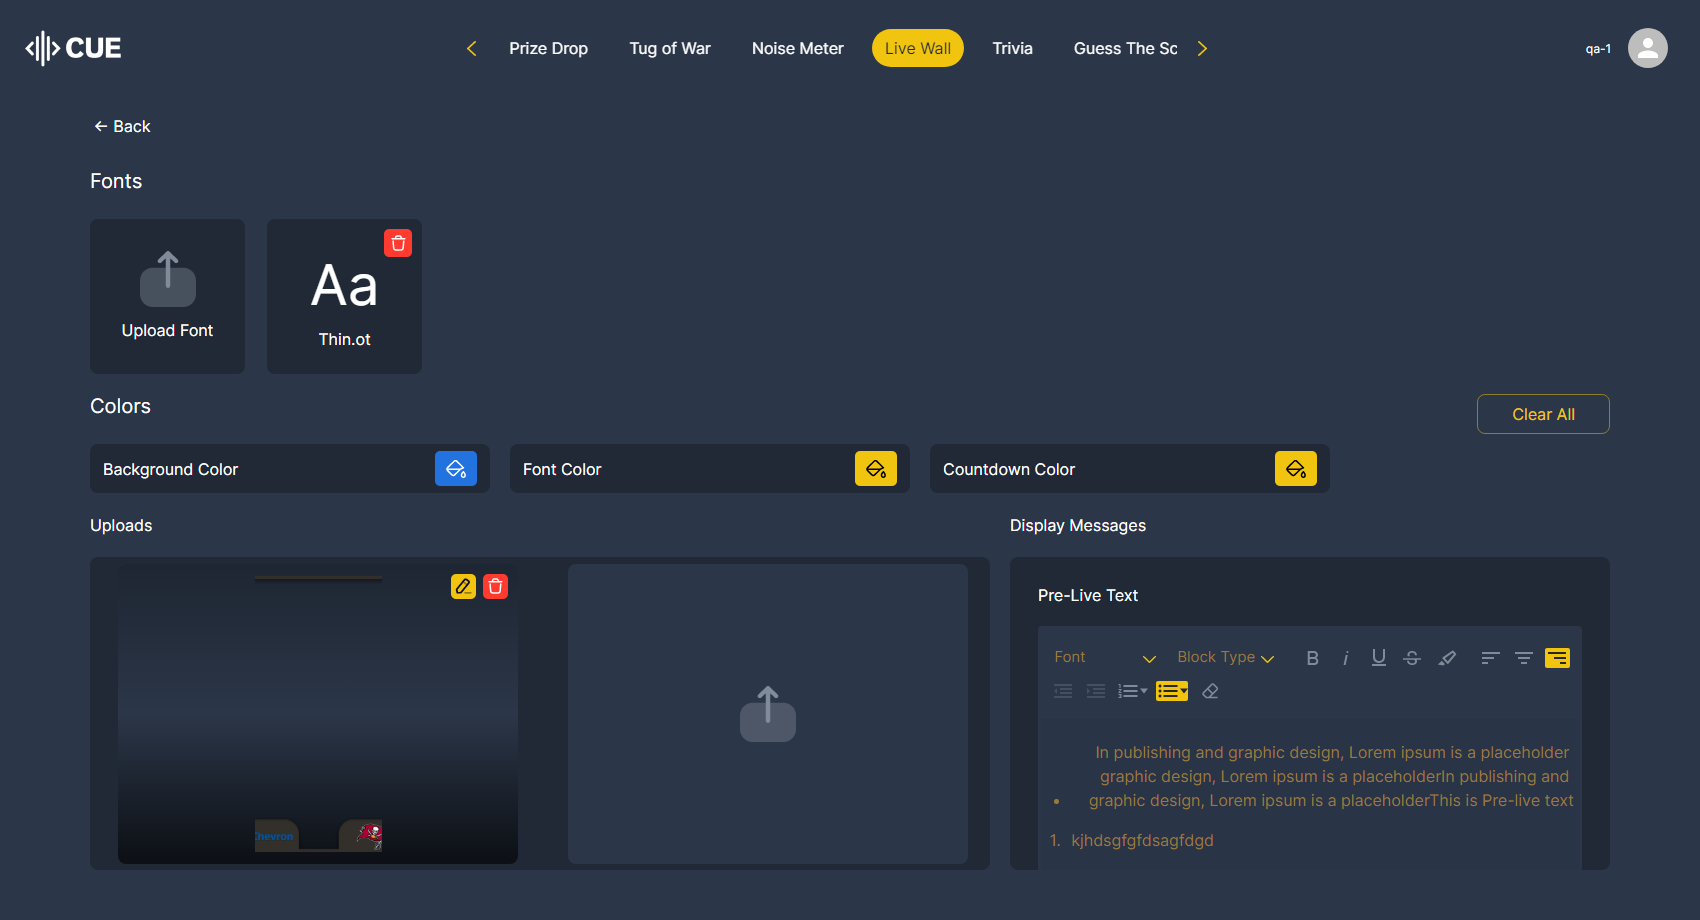 CUE
Prize Drop
Tug of War
Noise Meter
Live Wall
Trivia
Guess The Sc
qa-1
Back
Fonts
Upload Font
Aa
Thin.ot
Colors
Clear All
Background Color
Font Color
Countdown Color
Uploads
Display Messages
Chevron
Pre-Live Text
Font
Block Type
B
i
U
S
In publishing and graphic design, Lorem ipsum is a placeholder
graphic design, Lorem ipsum is a placeholderIn publishing and
• graphic design, Lorem ipsum is a placeholderThis is Pre-live text
1. kjhdsgfgfdsagfdgd